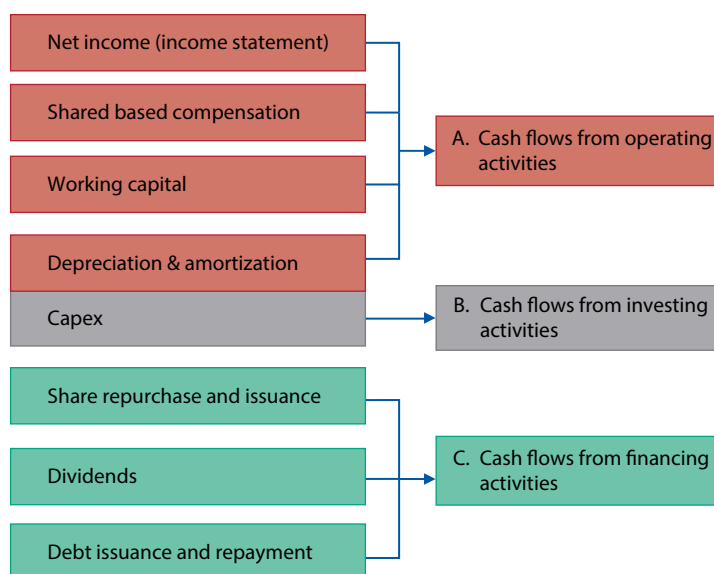 Net income (income statement)
Shared based compensation
A. Cash flows from operating
activities
Working capital
Depreciation & amortization
Capex
B. Cash flows from investing
activities
Share repurchase and issuance
Dividends
C. Cash flows from financing
activities
Debt issuance and repayment